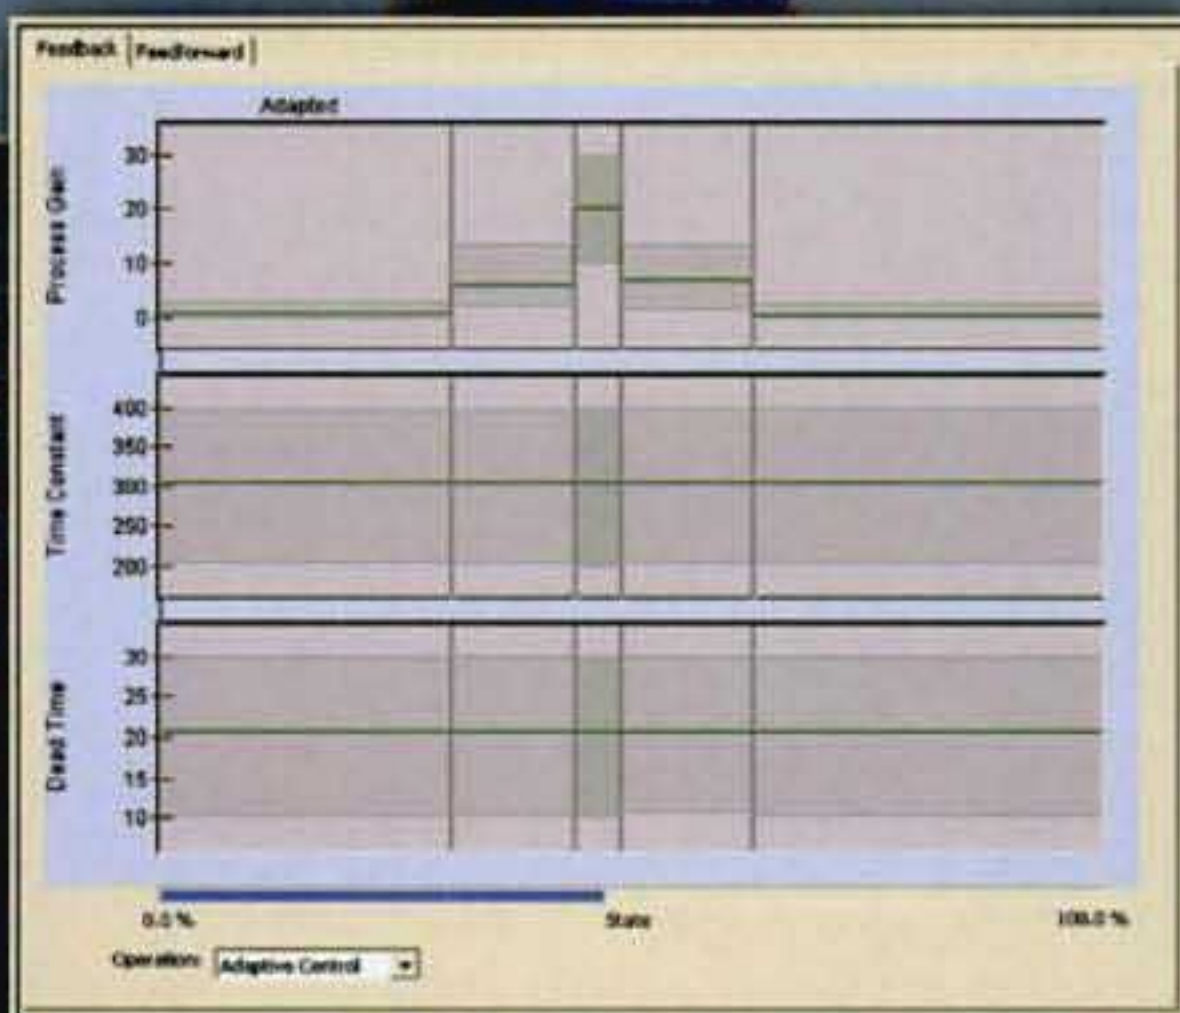 Feedback Feedforward
Adapted
Process Gain
30
20
10
0
Time Constant
400
350
300
250
200
Dead Time
30
25
20
15
10
0.0 % State 100.0 %
Operation: Adaptive Control